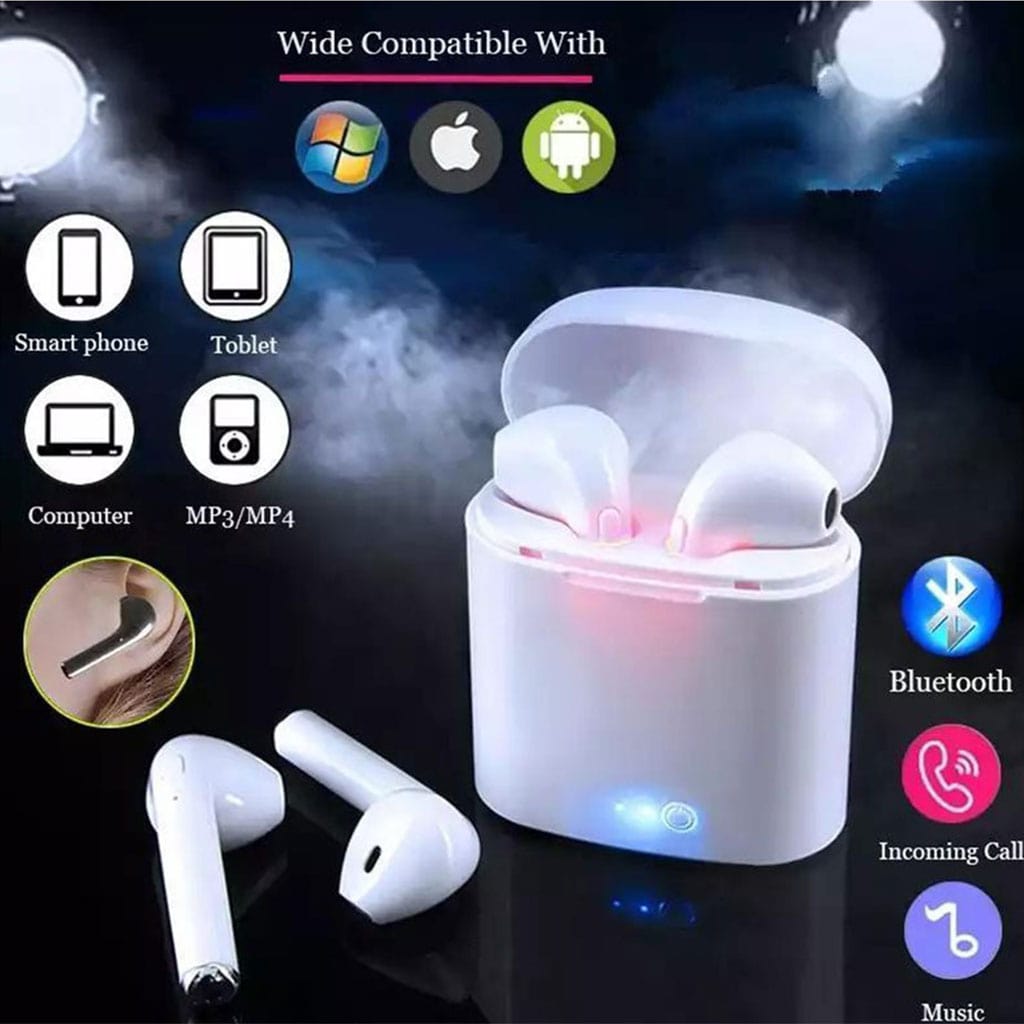 Wide Compatible With
Smart phone
Toblet
Computer
MP3/MP4
Bluetooth
Incoming Call
Music